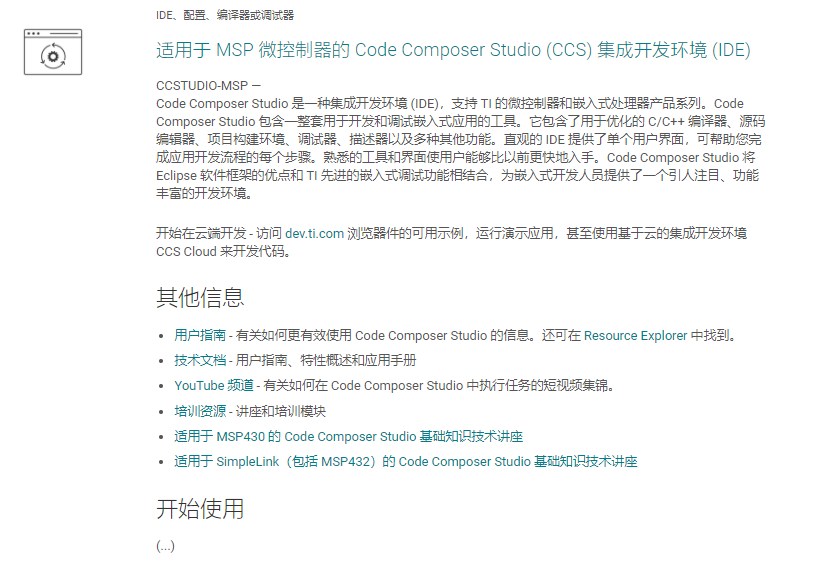 IDE、配置、编译器或调试器
适用于 MSP 微控制器的 Code Composer Studio (CCS) 集成开发环境 (IDE)
CCSTUDIO-MSP —
Code Composer Studio 是一种集成开发环境 (IDE)，支持 TI 的微控制器和嵌入式处理器产品系列。Code
Composer Studio 包含一整套用于开发和调试嵌入式应用的工具。它包含了用于优化的 C/C++ 编译器、源码
编辑器、项目构建环境、调试器、描述器以及多种其他功能。直观的 IDE 提供了单个用户界面，可帮助您完
成应用开发流程的每个步骤。熟悉的工具和界面使用户能够比以前更快地入手。Code Composer Studio 将
Eclipse 软件框架的优点和 TI 先进的嵌入式调试功能相结合，为嵌入式开发人员提供了一个引人注目、功能
丰富的开发环境。
开始在云端开发 - 访问 dev.ti.com 浏览器件的可用示例，运行演示应用，甚至使用基于云的集成开发环境
CCS Cloud 来开发代码。
其他信息
• 用户指南 - 有关如何更有效使用 Code Composer Studio 的信息。还可在 Resource Explorer 中找到。
• 技术文档 - 用户指南、特性概述和应用手册
• YouTube 频道 - 有关如何在 Code Composer Studio 中执行任务的短视频集锦。
• 培训资源 - 讲座和培训模块
• 适用于 MSP430 的 Code Composer Studio 基础知识技术讲座
• 适用于 SimpleLink（包括 MSP432）的 Code Composer Studio 基础知识技术讲座
开始使用
(...)